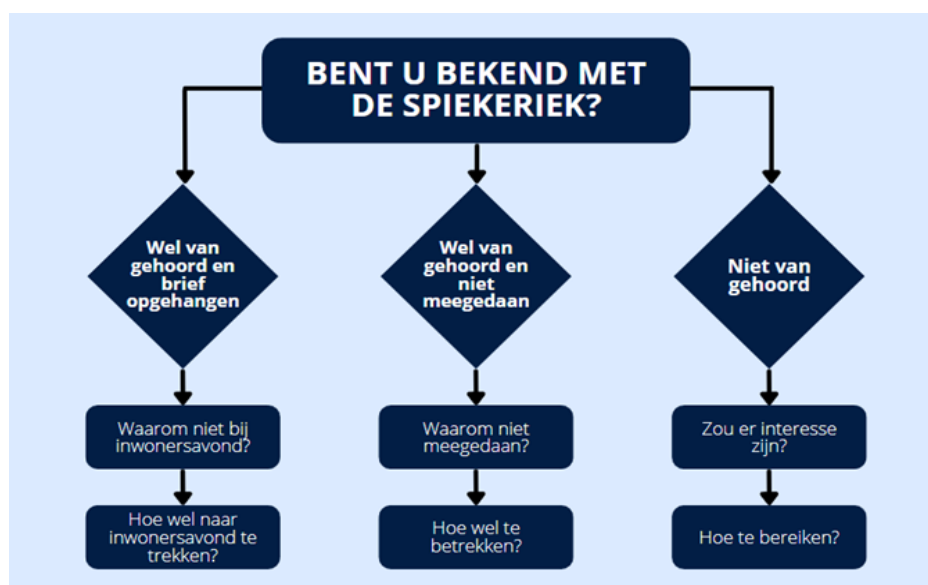 BENT U BEKEND MET
DE SPIEKERIEK?
Wel van
gehoord en
brief
opgehangen
Wel van
gehoord en
niet
meegedaan
Niet van
gehoord
Waarom niet bij
inwonersavond?
Waarom niet
meegedaan?
Zou er interesse
zijn?
Hoe wel naar
inwonersavond te
trekken?
Hoe wel te
betrekken?
Hoe te bereiken?